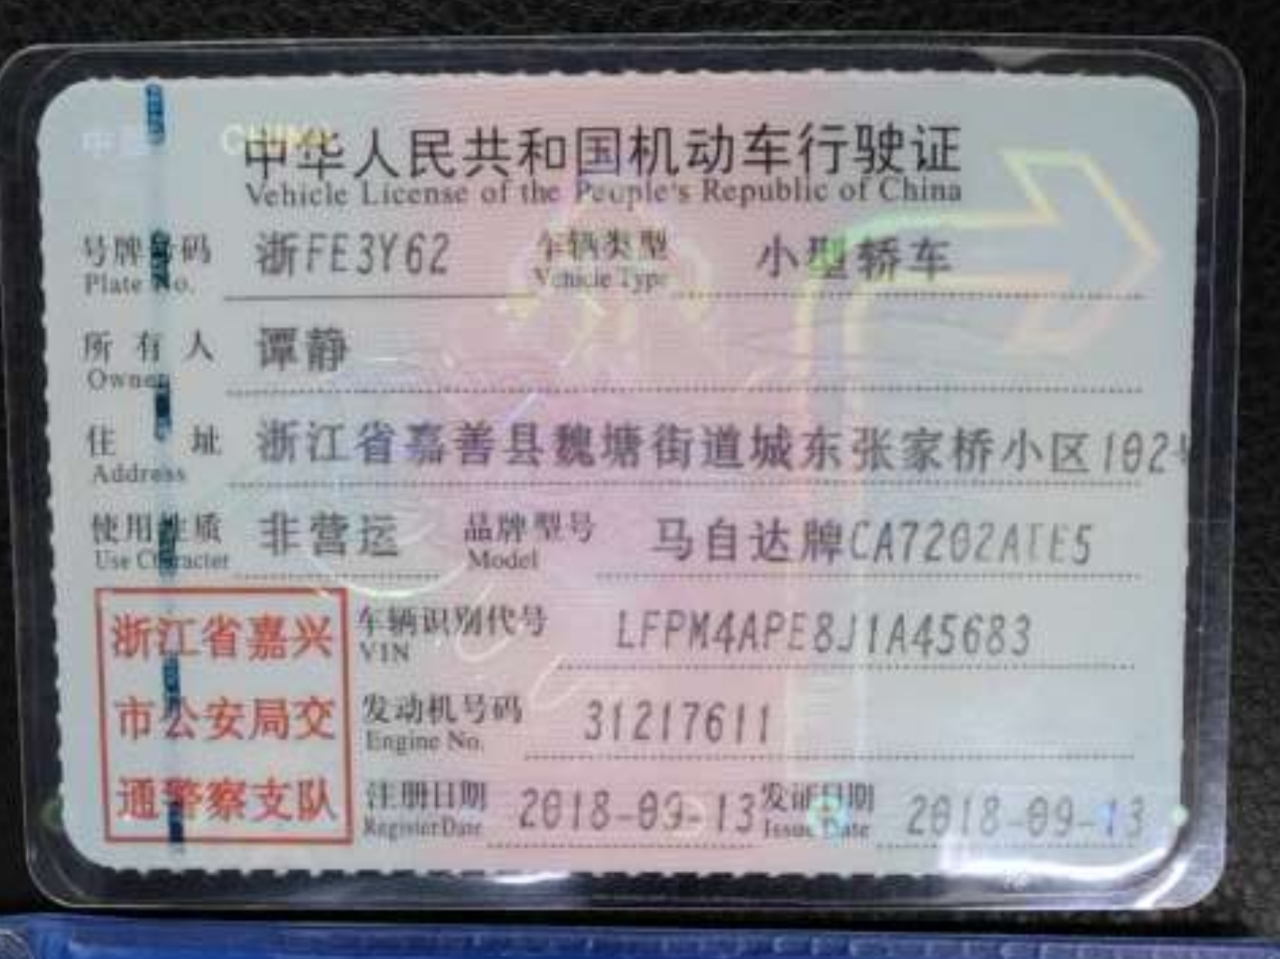 中华人民共和国机动车行驶证
Vehicle License of the People's Republic of China
号牌号码 浙FE3Y62 车辆类型 小型轿车
Plate No. Vehicle Type
所有人 谭静
Owner
住址 浙江省嘉善县魏塘街道城东张家桥小区102
Address
使用性质 非营运 品牌型号 马自达牌CA7202ATE5
Use Character Model
浙江省嘉兴
市公安局交
通警察支队
车辆识别代号 LFPM4APE8J1A45683
VIN
发动机号码 31217611
Engine No.
注册日期 2018-09-13 发证日期 2018-09-13
Register Date Issue Date